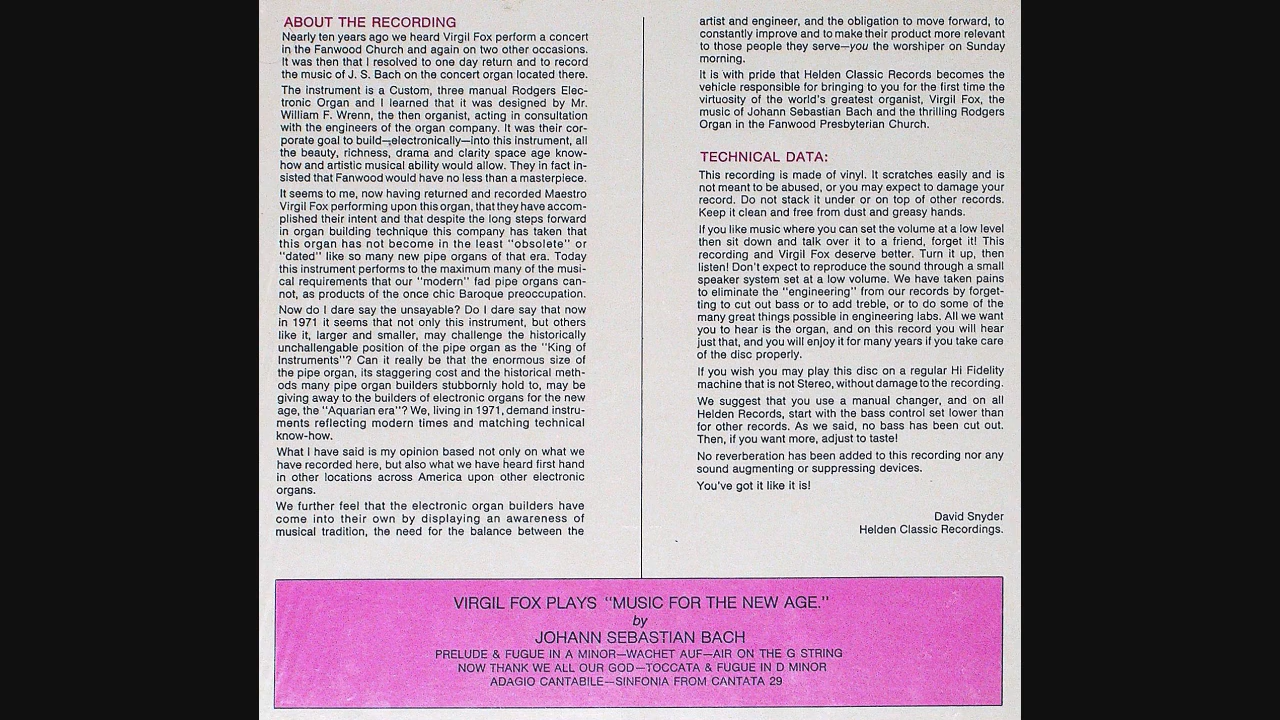 ABOUT THE RECORDING
Nearly ten years ago we heard Virgil Fox perform a concert
in the Fanwood Church and again on two other occasions.
It was then that I resolved to one day return and to record
the music of J. S. Bach on the concert organ located there.
The instrument is a Custom, three manual Rodgers Elec-
tronic Organ and I learned that it was designed by Mr.
William F. Wrenn, the then organist, acting in consultation
with the engineers of the organ company. It was their cor-
porate goal to build—electronically—into this instrument, all
the beauty, richness, drama and clarity space age know-
how and artistic musical ability would allow. They in fact in-
sisted that Fanwood would have no less than a masterpiece.
It seems to me, now having returned and recorded Maestro
Virgil Fox performing upon this organ, that they have accom-
plished their intent and that despite the long steps forward
in organ building technique this company has taken that
this organ has not become in the least "obsolete" or
"dated" like so many new pipe organs of that era. Today
this instrument performs to the maximum many of the musi-
cal requirements that our "modern" fad pipe organs can-
not, as products of the once chic Baroque preoccupation.
Now do I dare say the unsayable? Do I dare say that now
in 1971 it seems that not only this instrument, but others
like it, larger and smaller, may challenge the historically
unchallengable position of the pipe organ as the "King of
Instruments"? Can it really be that the enormous size of
the pipe organ, its staggering cost and the historical meth-
ods many pipe organ builders stubbornly hold to, may be
giving away to the builders of electronic organs for the new
age, the "Aquarian era"? We, living in 1971, demand instru-
ments reflecting modern times and matching technical
know-how.
What I have said is my opinion based not only on what we
have recorded here, but also what we have heard first hand
in other locations across America upon other electronic
organs.
We further feel that the electronic organ builders have
come into their own by displaying an awareness of
musical tradition, the need for the balance between the
artist and engineer, and the obligation to move forward, to
constantly improve and to make their product more relevant
to those people they serve—you the worshiper on Sunday
morning.
It is with pride that Helden Classic Records becomes the
vehicle responsible for bringing to you for the first time the
virtuosity of the world's greatest organist, Virgil Fox, the
music of Johann Sebastian Bach and the thrilling Rodgers
Organ in the Fanwood Presbyterian Church.
TECHNICAL DATA:
This recording is made of vinyl. It scratches easily and is
not meant to be abused, or you may expect to damage your
record. Do not stack it under or on top of other records.
Keep it clean and free from dust and greasy hands.
If you like music where you can set the volume at a low level
then sit down and talk over it to a friend, forget it! This
recording and Virgil Fox deserve better. Turn it up, then
listen! Don't expect to reproduce the sound through a small
speaker system set at a low volume. We have taken pains
to eliminate the "engineering" from our records by forget-
ting to cut out bass or to add treble, or to do some of the
many great things possible in engineering labs. All we want
you to hear is the organ, and on this record you will hear
just that, and you will enjoy it for many years if you take care
of the disc properly.
If you wish you may play this disc on a regular Hi Fidelity
machine that is not Stereo, without damage to the recording.
We suggest that you use a manual changer, and on all
Helden Records, start with the bass control set lower than
for other records. As we said, no bass has been cut out.
Then, if you want more, adjust to taste!
No reverberation has been added to this recording nor any
sound augmenting or suppressing devices.
You've got it like it is!
David Snyder
Helden Classic Recordings.
VIRGIL FOX PLAYS "MUSIC FOR THE NEW AGE."
by
JOHANN SEBASTIAN BACH
PRELUDE & FUGUE IN A MINOR—WACHET AUF—AIR ON THE G STRING
NOW THANK WE ALL OUR GOD—TOCCATA & FUGUE IN D MINOR
ADAGIO CANTABILE—SINFONIA FROM CANTATA 29